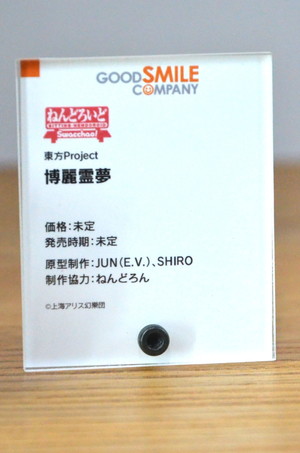 GOODSMILE
COMPANY
ねんどろいど
Swacchao!
東方Project
博麗霊夢
価格:未定
発売時期:未定
原型制作:JUN(E.V.)、SHIRO
制作協力:ねんどろん
©上海アリス幻樂団